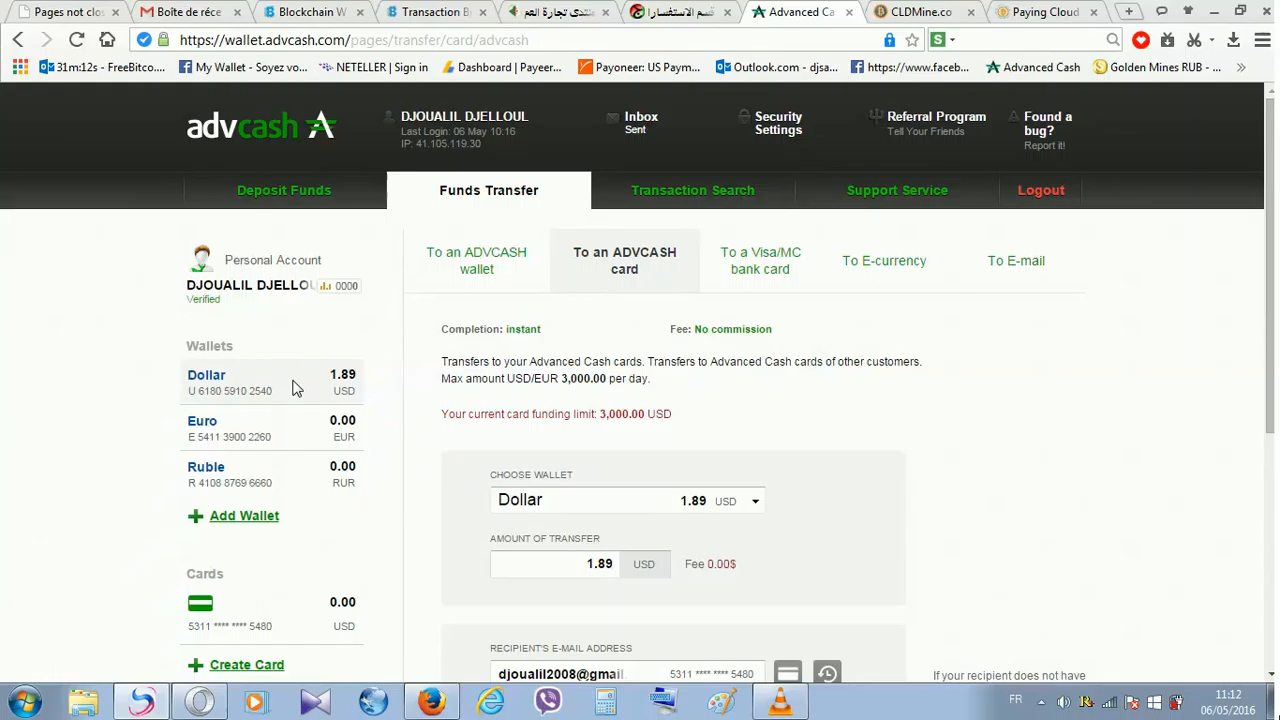 Pages not clos...
Boîte de réce
Blockchain W
Transaction B
منتدى تجارة العم
قسم الاستفسارا
Advanced Ca
CLDMine.co
Paying Cloud
https://wallet.advcash.com/pages/transfer/card/advcash
S
31m:12s - FreeBitco...
My Wallet - Soyez vo...
NETELLER | Sign in
Dashboard | Payeer...
Payoneer: US Paym...
Outlook.com - djsa...
https://www.faceb...
Advanced Cash
Golden Mines RUB - ...
advcash
DJOUALIL DJELLOUL
Last Login: 06 May 10:16
IP: 41.105.119.30
Inbox
Sent
Security
Settings
Referral Program
Tell Your Friends
Found a
bug?
Report it!
Deposit Funds
Funds Transfer
Transaction Search
Support Service
Logout
Personal Account
DJOUALIL DJELLOU
0000
Verified
Wallets
Dollar 1.89
U 6180 5910 2540 USD
Euro 0.00
E 5411 3900 2260 EUR
Ruble 0.00
R 4108 8769 6660 RUR
Add Wallet
Cards
0.00
5311 **** **** 5480 USD
Create Card
To an ADVCASH
wallet
To an ADVCASH
card
To a Visa/MC
bank card
To E-currency
To E-mail
Completion: instant
Fee: No commission
Transfers to your Advanced Cash cards. Transfers to Advanced Cash cards of other customers.
Max amount USD/EUR 3,000.00 per day.
Your current card funding limit: 3,000.00 USD
CHOOSE WALLET
Dollar 1.89 USD
AMOUNT OF TRANSFER
1.89 USD Fee 0.00$
RECIPIENT'S E-MAIL ADDRESS
djoualil2008@gmail. 5311 **** **** 5480
If your recipient does not have
FR
11:12
06/05/2016